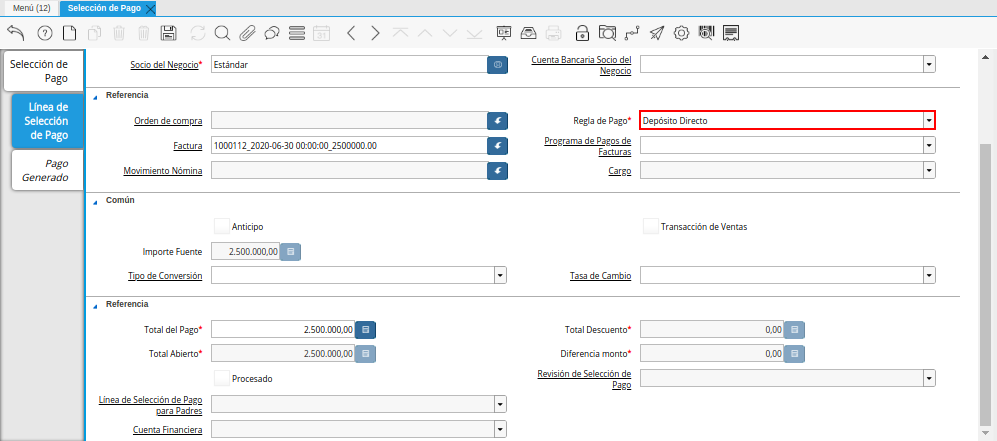 Menú (12) Selección de Pago
Selección de
Pago
Línea de
Selección
de Pago
Pago
Generado
Socio del Negocio* Estándar Cuenta Bancaria Socio del
Negocio
Referencia
Orden de compra Regla de Pago* Depósito Directo
Factura 1000112_2020-06-30 00:00:00_2500000.00 Programa de Pagos de
Facturas
Movimiento Nómina Cargo
Común
Anticipo Transacción de Ventas
Importe Fuente 2.500.000,00
Tipo de Conversión Tasa de Cambio
Referencia
Total del Pago* 2.500.000,00 Total Descuento* 0,00
Total Abierto* 2.500.000,00 Diferencia monto* 0,00
Procesado Revisión de Selección de
Pago
Línea de Selección de Pago
para Padres
Cuenta Financiera